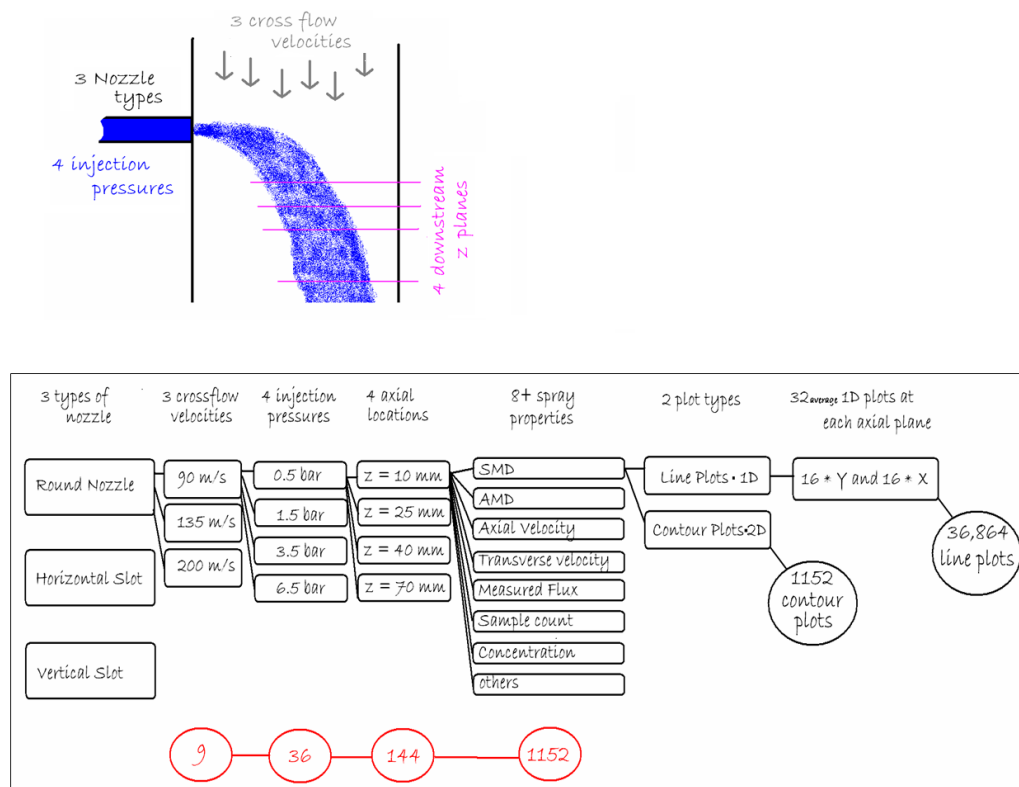 3 cross flow
velocities
3 Nozzle
types
4 injection
pressures
4 downstream
z planes
3 types of
nozzle
3 crossflow
velocities
4 injection
pressures
4 axial
locations
8+ spray
properties
2 plot types
32 average 1D plots at
each axial plane
Round Nozzle
Horizontal Slot
Vertical Slot
90 m/s
135 m/s
200 m/s
0.5 bar
1.5 bar
3.5 bar
6.5 bar
z = 10 mm
z = 25 mm
z = 40 mm
z = 70 mm
SMD
AMD
Axial Velocity
Transverse velocity
Measured Flux
Sample count
Concentration
others
Line Plots • 1D
Contour Plots•2D
16 * Y and 16 * X
1152
contour
plots
36,864
line plots
9
36
144
1152